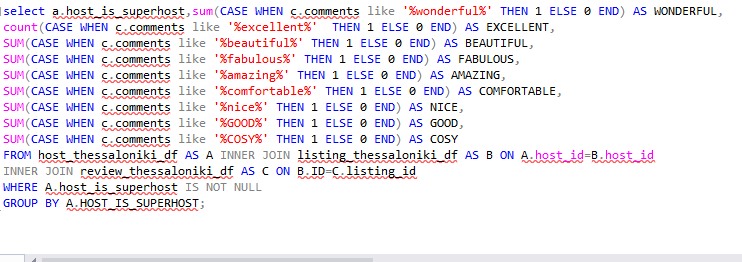 select a.host_is_superhost,sum(CASE WHEN c.comments like '%wonderful%' THEN 1 ELSE 0 END) AS WONDERFUL,
count(CASE WHEN c.comments like '%excellent%'  THEN 1 ELSE 0 END) AS EXCELLENT,
SUM(CASE WHEN c.comments like '%beautiful%' THEN 1 ELSE 0 END) AS BEAUTIFUL,
SUM(CASE WHEN c.comments like '%fabulous%' THEN 1 ELSE 0 END) AS FABULOUS,
SUM(CASE WHEN c.comments like '%amazing%' THEN 1 ELSE 0 END) AS AMAZING,
SUM(CASE WHEN c.comments like '%comfortable%' THEN 1 ELSE 0 END) AS COMFORTABLE,
SUM(CASE WHEN c.comments like '%nice%' THEN 1 ELSE 0 END) AS NICE,
SUM(CASE WHEN c.comments like '%GOOD%' THEN 1 ELSE 0 END) AS GOOD,
SUM(CASE WHEN c.comments like '%COSY%' THEN 1 ELSE 0 END) AS COSY
FROM host_thessaloniki_df AS A INNER JOIN listing_thessaloniki_df AS B ON A.host_id=B.host_id
INNER JOIN review_thessaloniki_df AS C ON B.ID=C.listing_id
WHERE A.host_is_superhost IS NOT NULL
GROUP BY A.HOST_IS_SUPERHOST;